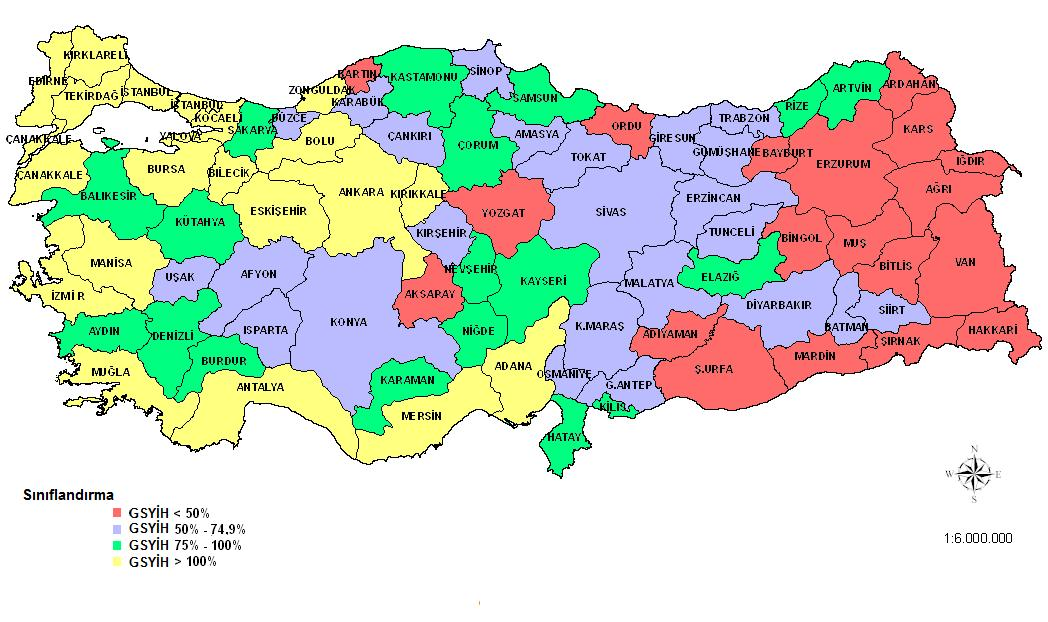 KIRKLARELİ
EDİRNE
TEKİRDAĞ
İSTANBUL
İSTANBUL
KOCAELİ
YALOVA
ÇANAKKALE
ÇANAKKALE
SAKARYA
DÜZCE
ZONGULDAK
BARTIN
KARABÜK
KASTAMONU
SİNOP
SAMSUN
BOLU
ÇANKIRI
ÇORUM
AMASYA
ORDU
TOKAT
GİRESUN
TRABZON
GÜMÜŞHANE
BAYBURT
RİZE
ARTVİN
ARDAHAN
KARS
ERZURUM
IĞDIR
AĞRI
BALIKESİR
BURSA
BİLECİK
KÜTAHYA
ESKİŞEHİR
ANKARA
KIRIKKALE
YOZGAT
KIRŞEHİR
SİVAS
ERZİNCAN
TUNCELİ
BİNGOL
MUŞ
BİTLİS
VAN
MANİSA
UŞAK
AFYON
NEVŞEHİR
KAYSERİ
MALATYA
ELAZIĞ
İZMİR
AKSARAY
DİYARBAKIR
BATMAN
SİİRT
AYDIN
DENİZLİ
ISPARTA
KONYA
NİĞDE
K.MARAŞ
ADIYAMAN
MARDİN
ŞIRNAK
HAKKARİ
MUĞLA
BURDUR
ANTALYA
KARAMAN
MERSİN
ADANA
OSMANİYE
G.ANTEP
KİLİS
Ş.URFA
HATAY
N
W E
S
Sınıflandırma
GSYİH < 50%
GSYİH 50% - 74,9%
GSYİH 75% - 100%
GSYİH > 100%
1:6.000.000